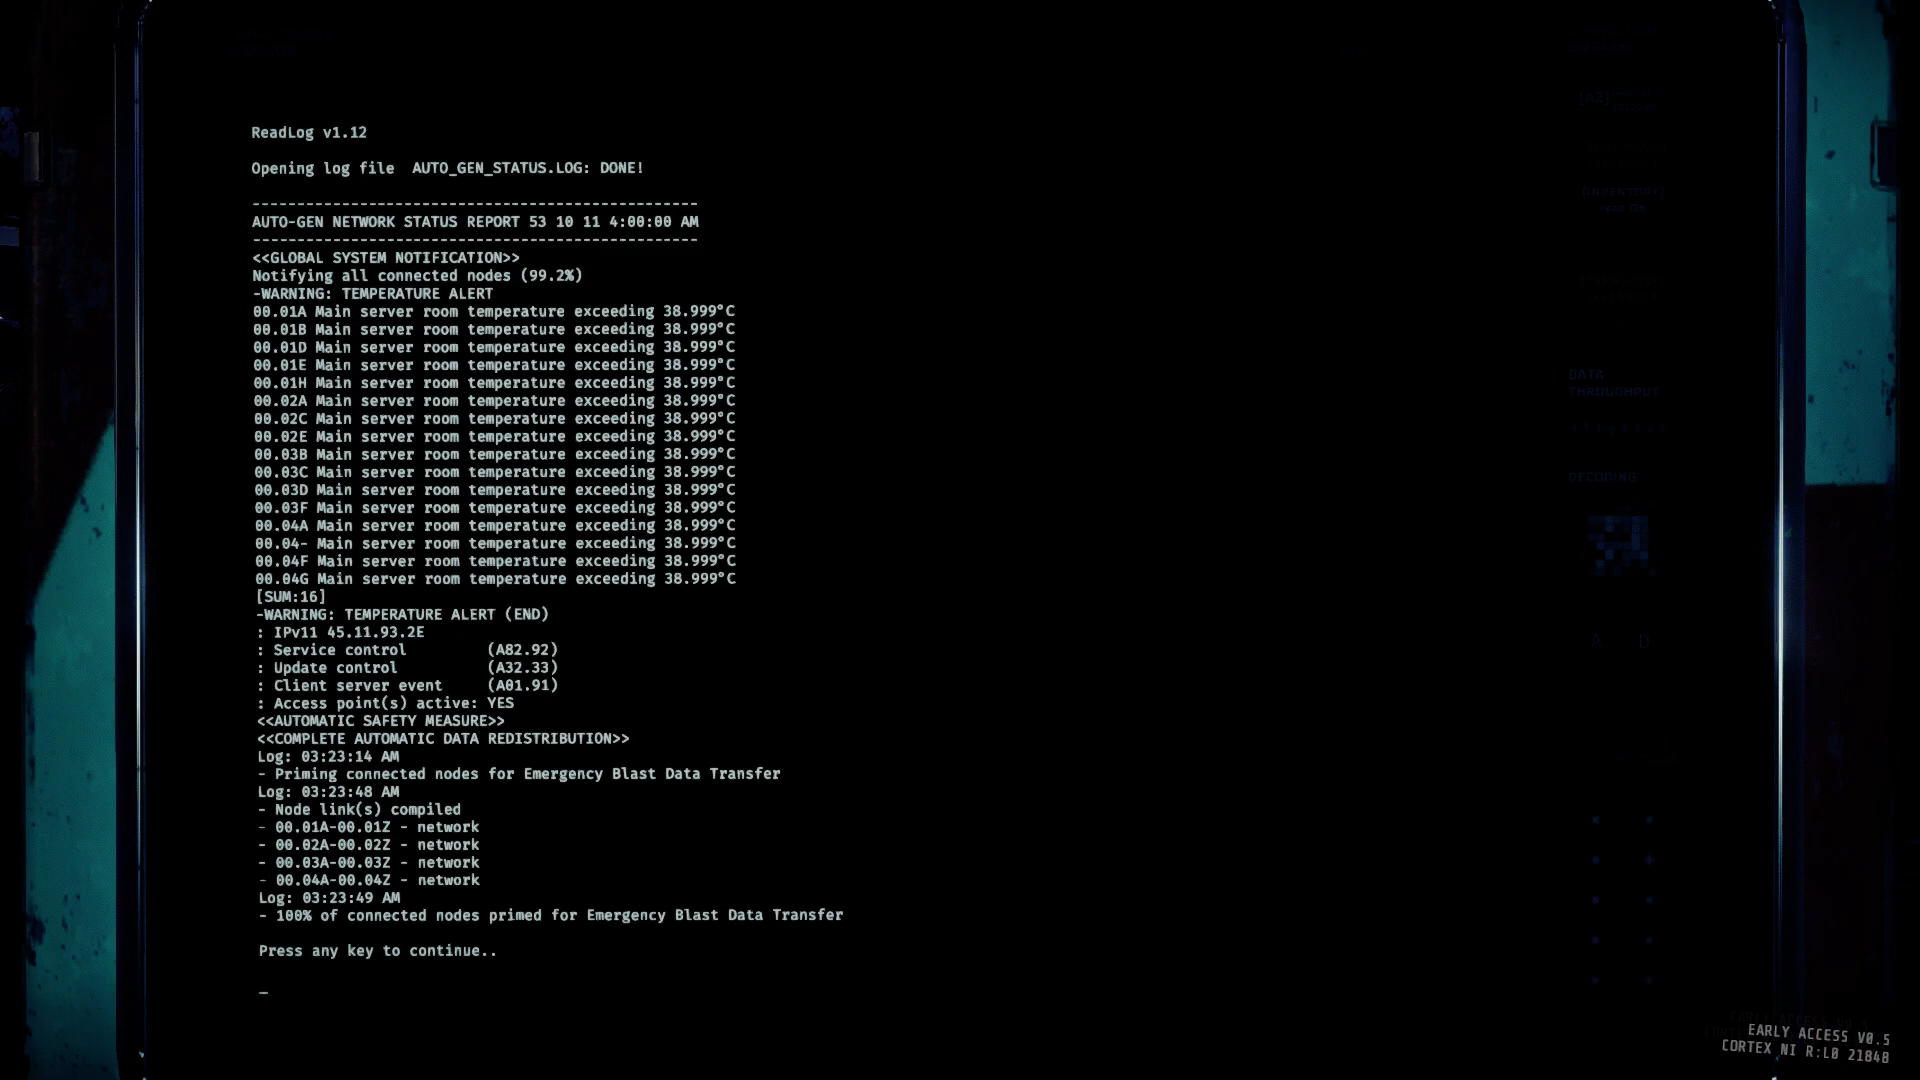 ReadLog v1.12
Opening log file  AUTO_GEN_STATUS.LOG: DONE!
--------------------------------------------------
AUTO-GEN NETWORK STATUS REPORT 53 10 11 4:00:00 AM
--------------------------------------------------
<<GLOBAL SYSTEM NOTIFICATION>>
Notifying all connected nodes (99.2%)
-WARNING: TEMPERATURE ALERT
00.01A Main server room temperature exceeding 38.999°C
00.01B Main server room temperature exceeding 38.999°C
00.01D Main server room temperature exceeding 38.999°C
00.01E Main server room temperature exceeding 38.999°C
00.01H Main server room temperature exceeding 38.999°C
00.02A Main server room temperature exceeding 38.999°C
00.02C Main server room temperature exceeding 38.999°C
00.02E Main server room temperature exceeding 38.999°C
00.03B Main server room temperature exceeding 38.999°C
00.03C Main server room temperature exceeding 38.999°C
00.03D Main server room temperature exceeding 38.999°C
00.03F Main server room temperature exceeding 38.999°C
00.04A Main server room temperature exceeding 38.999°C
00.04- Main server room temperature exceeding 38.999°C
00.04F Main server room temperature exceeding 38.999°C
00.04G Main server room temperature exceeding 38.999°C
[SUM:16]
-WARNING: TEMPERATURE ALERT (END)
: IPv11 45.11.93.2E
: Service control         (A82.92)
: Update control          (A32.33)
: Client server event     (A01.91)
: Access point(s) active: YES
<<AUTOMATIC SAFETY MEASURE>>
<<COMPLETE AUTOMATIC DATA REDISTRIBUTION>>
Log: 03:23:14 AM
- Priming connected nodes for Emergency Blast Data Transfer
Log: 03:23:48 AM
- Node link(s) compiled
- 00.01A-00.01Z - network
- 00.02A-00.02Z - network
- 00.03A-00.03Z - network
- 00.04A-00.04Z - network
Log: 03:23:49 AM
- 100% of connected nodes primed for Emergency Blast Data Transfer
Press any key to continue..
_
[INVENTORY]
DATA
THROUGHPUT
DECODING
A D
EARLY ACCESS V0.5
CORTEX NI R:L0 21848